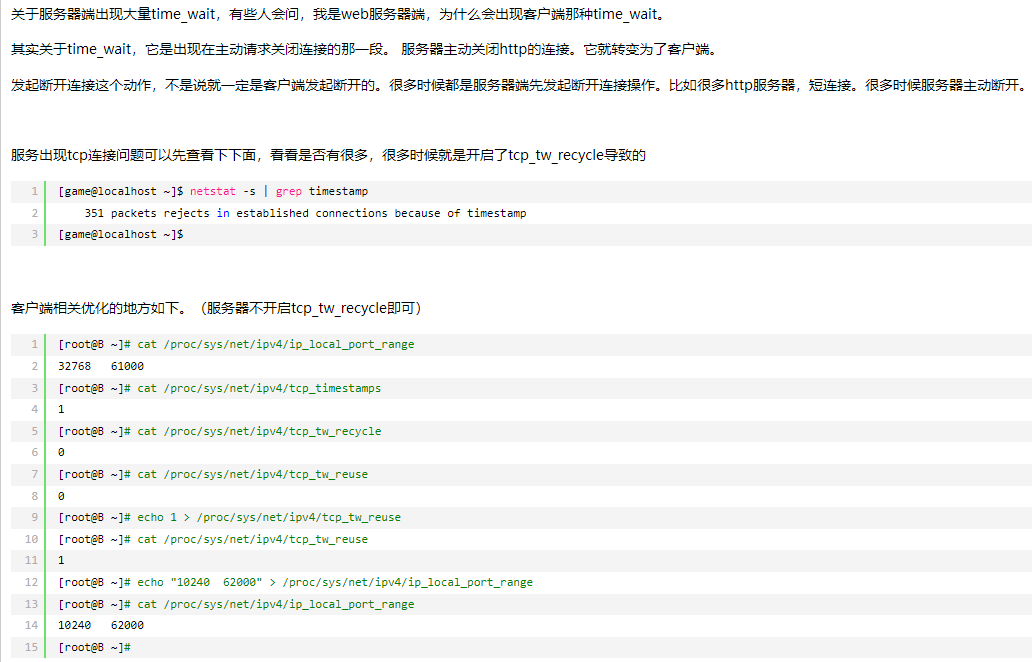 关于服务器端出现大量time_wait，有些人会问，我是web服务器端，为什么会出现客户端那种time_wait。
其实关于time_wait，它是出现在主动请求关闭连接的那一段。 服务器主动关闭http的连接。它就转变为了客户端。
发起断开连接这个动作，不是说就一定是客户端发起断开的。很多时候都是服务器端先发起断开连接操作。比如很多http服务器，短连接。很多时候服务器主动断开。
服务出现tcp连接问题可以先查看下下面，看看是否有很多，很多时候就是开启了tcp_tw_recycle导致的
1 [game@localhost ~]$ netstat -s | grep timestamp
2 351 packets rejects in established connections because of timestamp
3 [game@localhost ~]$
客户端相关优化的地方如下。（服务器不开启tcp_tw_recycle即可）
1 [root@B ~]# cat /proc/sys/net/ipv4/ip_local_port_range
2 32768   61000
3 [root@B ~]# cat /proc/sys/net/ipv4/tcp_timestamps
4 1
5 [root@B ~]# cat /proc/sys/net/ipv4/tcp_tw_recycle
6 0
7 [root@B ~]# cat /proc/sys/net/ipv4/tcp_tw_reuse
8 0
9 [root@B ~]# echo 1 > /proc/sys/net/ipv4/tcp_tw_reuse
10 [root@B ~]# cat /proc/sys/net/ipv4/tcp_tw_reuse
11 1
12 [root@B ~]# echo "10240  62000" > /proc/sys/net/ipv4/ip_local_port_range
13 [root@B ~]# cat /proc/sys/net/ipv4/ip_local_port_range
14 10240   62000
15 [root@B ~]#